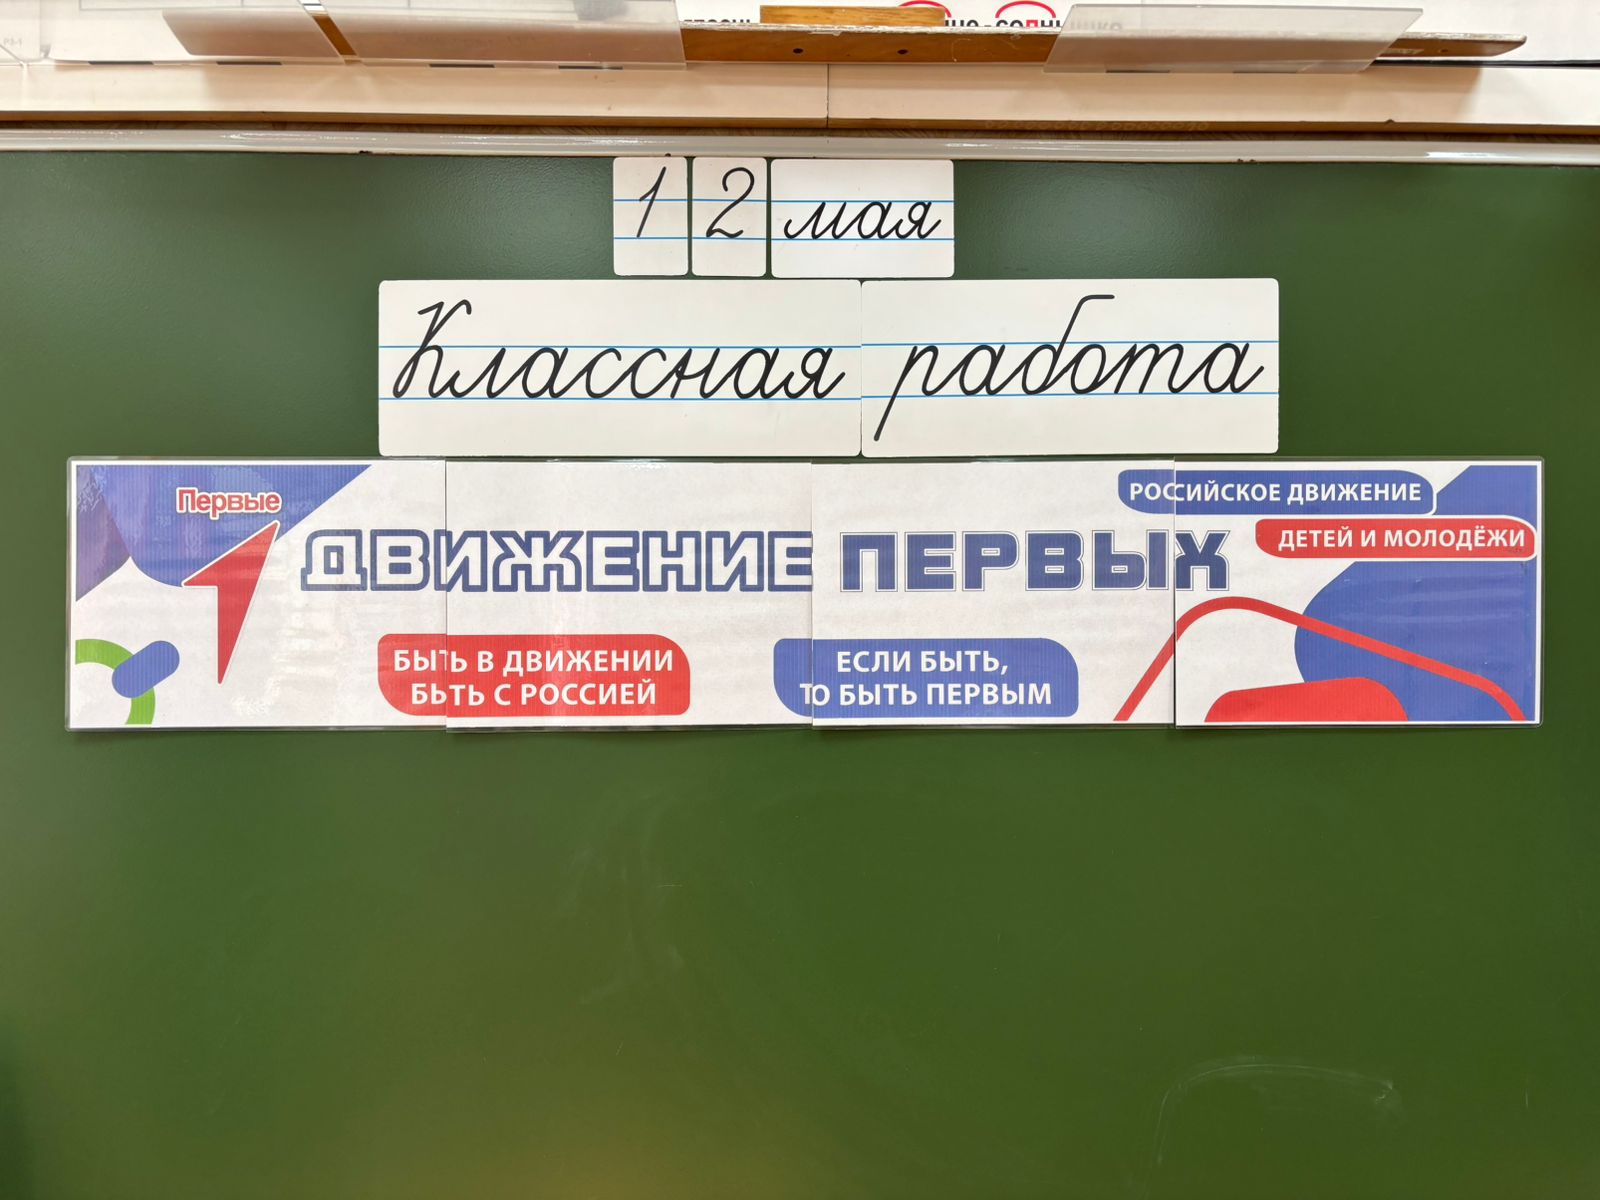 12 мая
Классная работа
Первые
ДВИЖЕНИЕ ПЕРВЫХ
РОССИЙСКОЕ ДВИЖЕНИЕ
ДЕТЕЙ И МОЛОДЁЖИ
БЫТЬ В ДВИЖЕНИИ
БЫТЬ С РОССИЕЙ
ЕСЛИ БЫТЬ,
ТО БЫТЬ ПЕРВЫМ